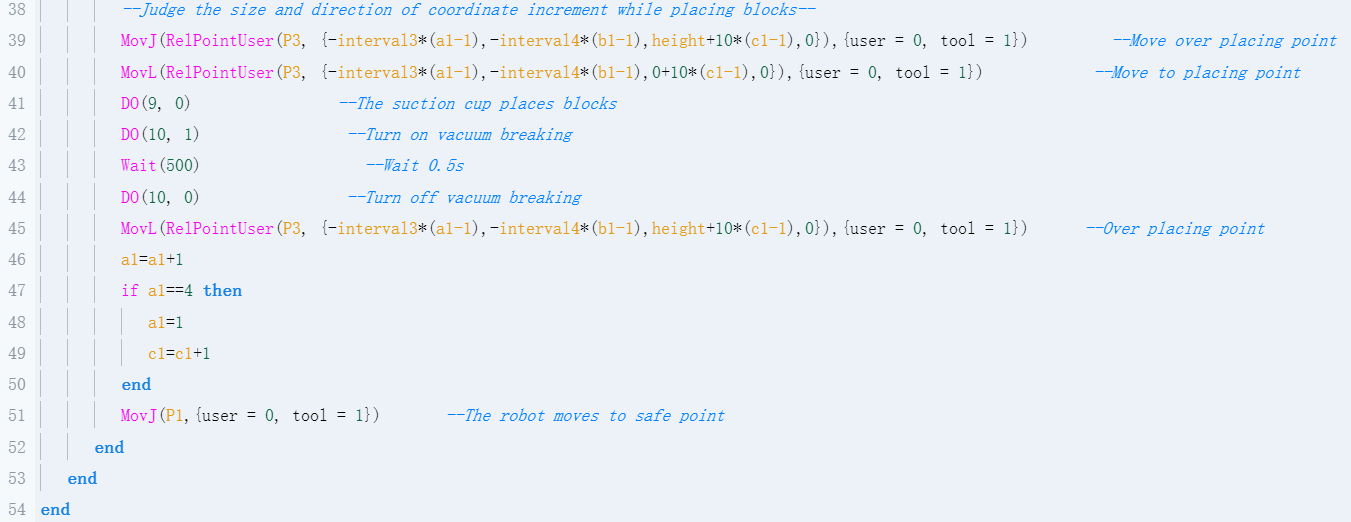 38 --Judge the size and direction of coordinate increment while placing blocks--
39 MovJ(RelPointUser(P3, {-interval3*(a1-1),-interval4*(b1-1),height+10*(c1-1),0}),{user = 0, tool = 1}) --Move over placing point
40 MovL(RelPointUser(P3, {-interval3*(a1-1),-interval4*(b1-1),0+10*(c1-1),0}),{user = 0, tool = 1}) --Move to placing point
41 DO(9, 0) --The suction cup places blocks
42 DO(10, 1) --Turn on vacuum breaking
43 Wait(500) --Wait 0.5s
44 DO(10, 0) --Turn off vacuum breaking
45 MovL(RelPointUser(P3, {-interval3*(a1-1),-interval4*(b1-1),height+10*(c1-1),0}),{user = 0, tool = 1}) --Over placing point
46 a1=a1+1
47 if a1==4 then
48 a1=1
49 c1=c1+1
50 end
51 MovJ(P1,{user = 0, tool = 1}) --The robot moves to safe point
52 end
53 end
54 end